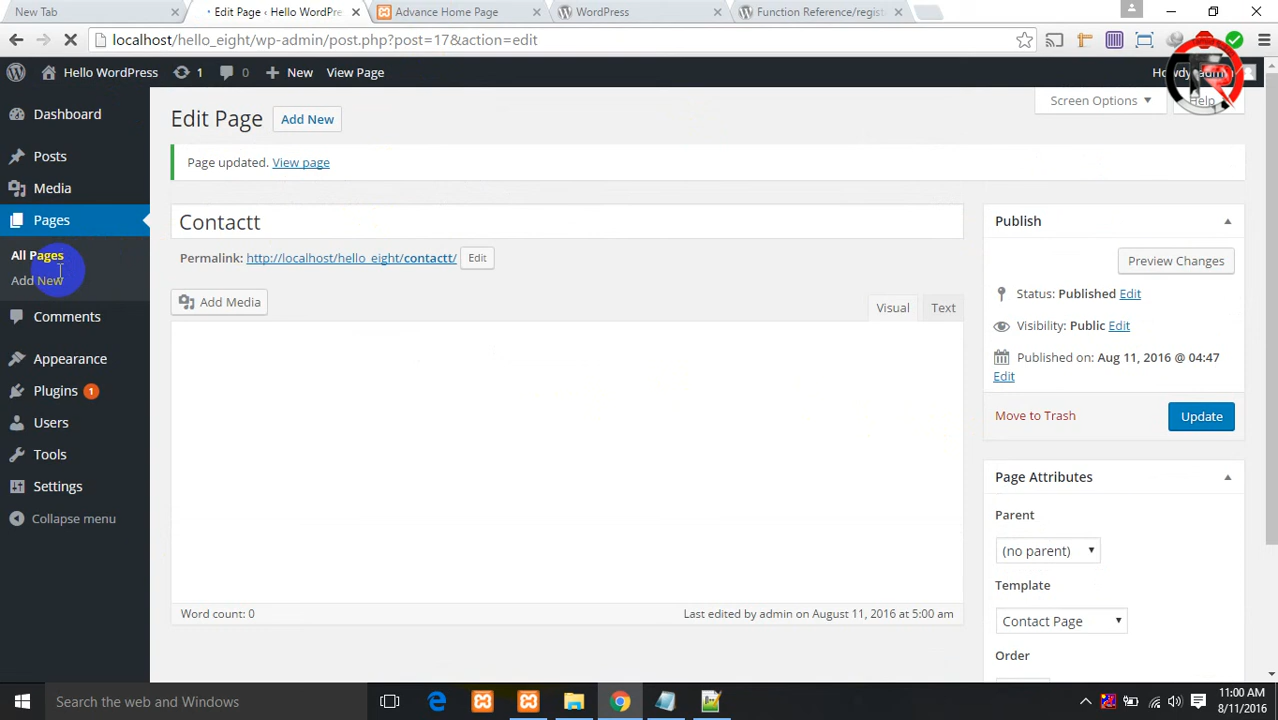 New Tab
Edit Page ‹ Hello WordPre
Advance Home Page
WordPress
Function Reference/regist
localhost/hello_eight/wp-admin/post.php?post=17&action=edit
Hello WordPress
1
0
New
View Page
Howdy, admin
Screen Options
Help
Dashboard
Posts
Media
Pages
All Pages
Add New
Comments
Appearance
Plugins 1
Users
Tools
Settings
Collapse menu
Edit Page
Add New
Page updated. View page
Contactt
Permalink: http://localhost/hello_eight/contactt/ Edit
Add Media
Visual
Text
Word count: 0
Last edited by admin on August 11, 2016 at 5:00 am
Publish
Preview Changes
Status: Published Edit
Visibility: Public Edit
Published on: Aug 11, 2016 @ 04:47
Edit
Move to Trash
Update
Page Attributes
Parent
(no parent)
Template
Contact Page
Order
Search the web and Windows
11:00 AM
8/11/2016